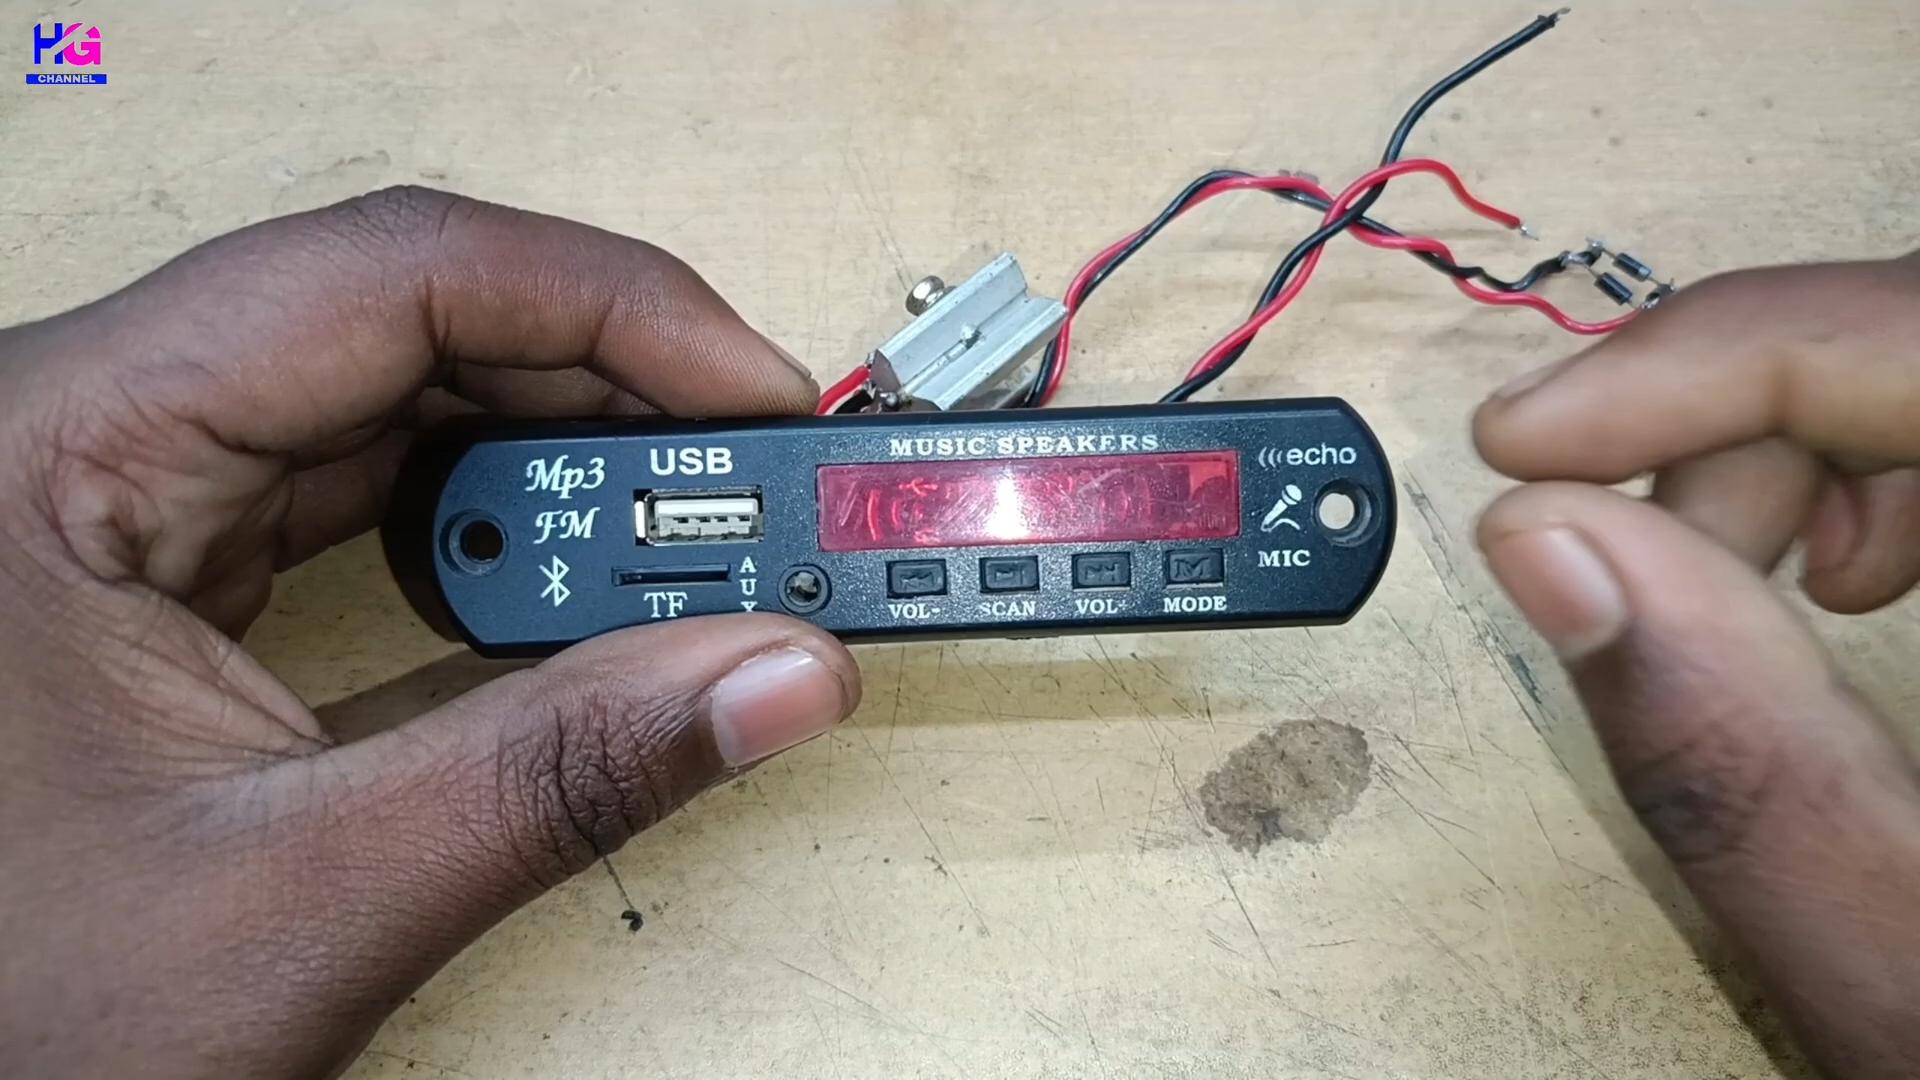 HG
CHANNEL
MUSIC SPEAKERS
Mp3
USB
echo
FM
MIC
AUX
TF
VOL-
SCAN
VOL+
MODE
M